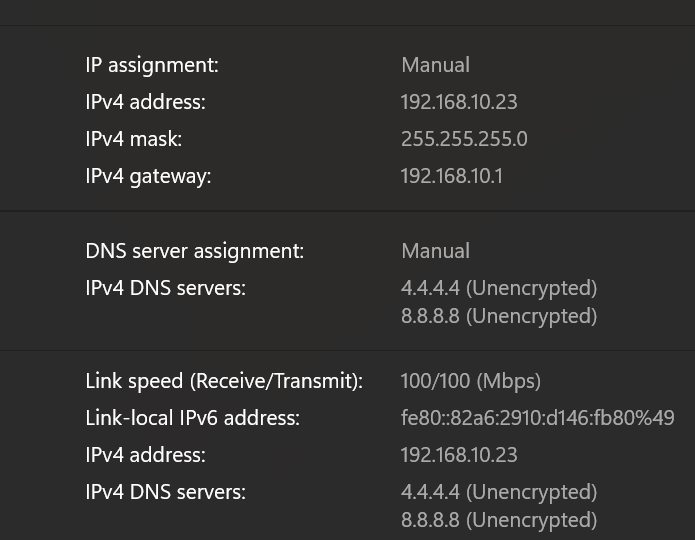 IP assignment: Manual
IPv4 address: 192.168.10.23
IPv4 mask: 255.255.255.0
IPv4 gateway: 192.168.10.1
DNS server assignment: Manual
IPv4 DNS servers: 4.4.4.4 (Unencrypted)
8.8.8.8 (Unencrypted)
Link speed (Receive/Transmit): 100/100 (Mbps)
Link-local IPv6 address: fe80::82a6:2910:d146:fb80%49
IPv4 address: 192.168.10.23
IPv4 DNS servers: 4.4.4.4 (Unencrypted)
8.8.8.8 (Unencrypted)